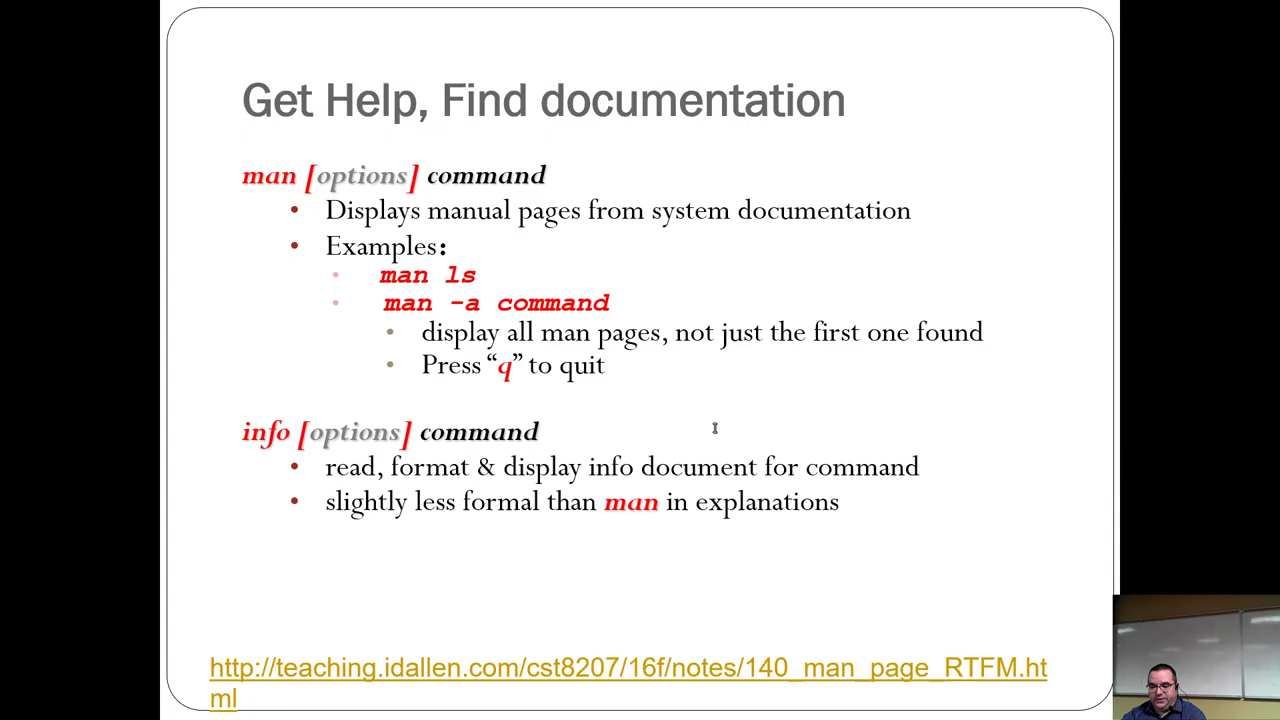 Get Help, Find documentation
man [options] command
• Displays manual pages from system documentation
• Examples:
• man ls
• man -a command
• display all man pages, not just the first one found
• Press “q” to quit
info [options] command
• read, format & display info document for command
• slightly less formal than man in explanations
http://teaching.idallen.com/cst8207/16f/notes/140_man_page_RTFM.ht
ml